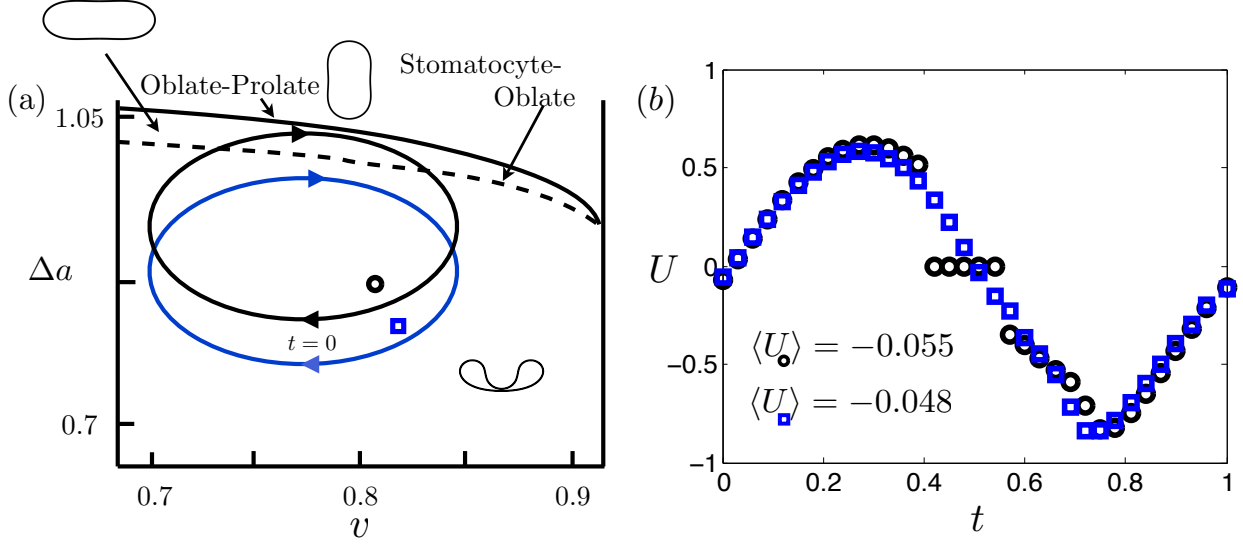 (a)
Oblate-Prolate
Stomatocyte-
Oblate
1.05
Δa
0.7
t = 0
0.7
0.8
0.9
v
(b)
1
0.5
U
0
−0.5
−1
⟨U⟩ = −0.055
⟨U⟩ = −0.048
0
0.2
0.4
0.6
0.8
1
t